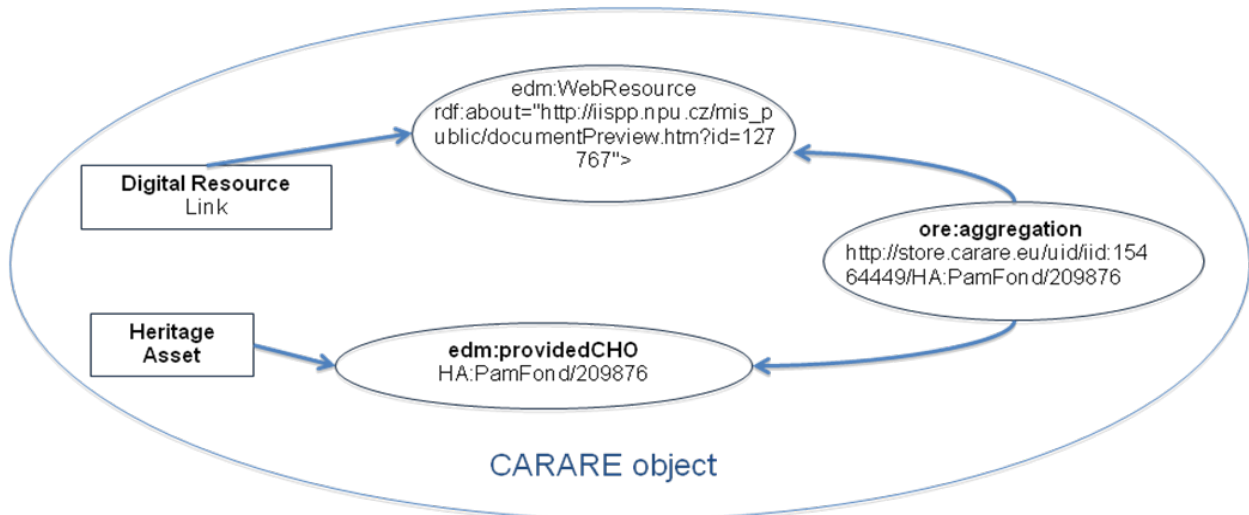 edm:WebResource
rdf:about="http://iispp.npu.cz/mis_p
ublic/documentPreview.htm?id=127
767">
Digital Resource
Link
ore:aggregation
http://store.carare.eu/uid/iid:154
64449/HA:PamFond/209876
Heritage
Asset
edm:providedCHO
HA:PamFond/209876
CARARE object